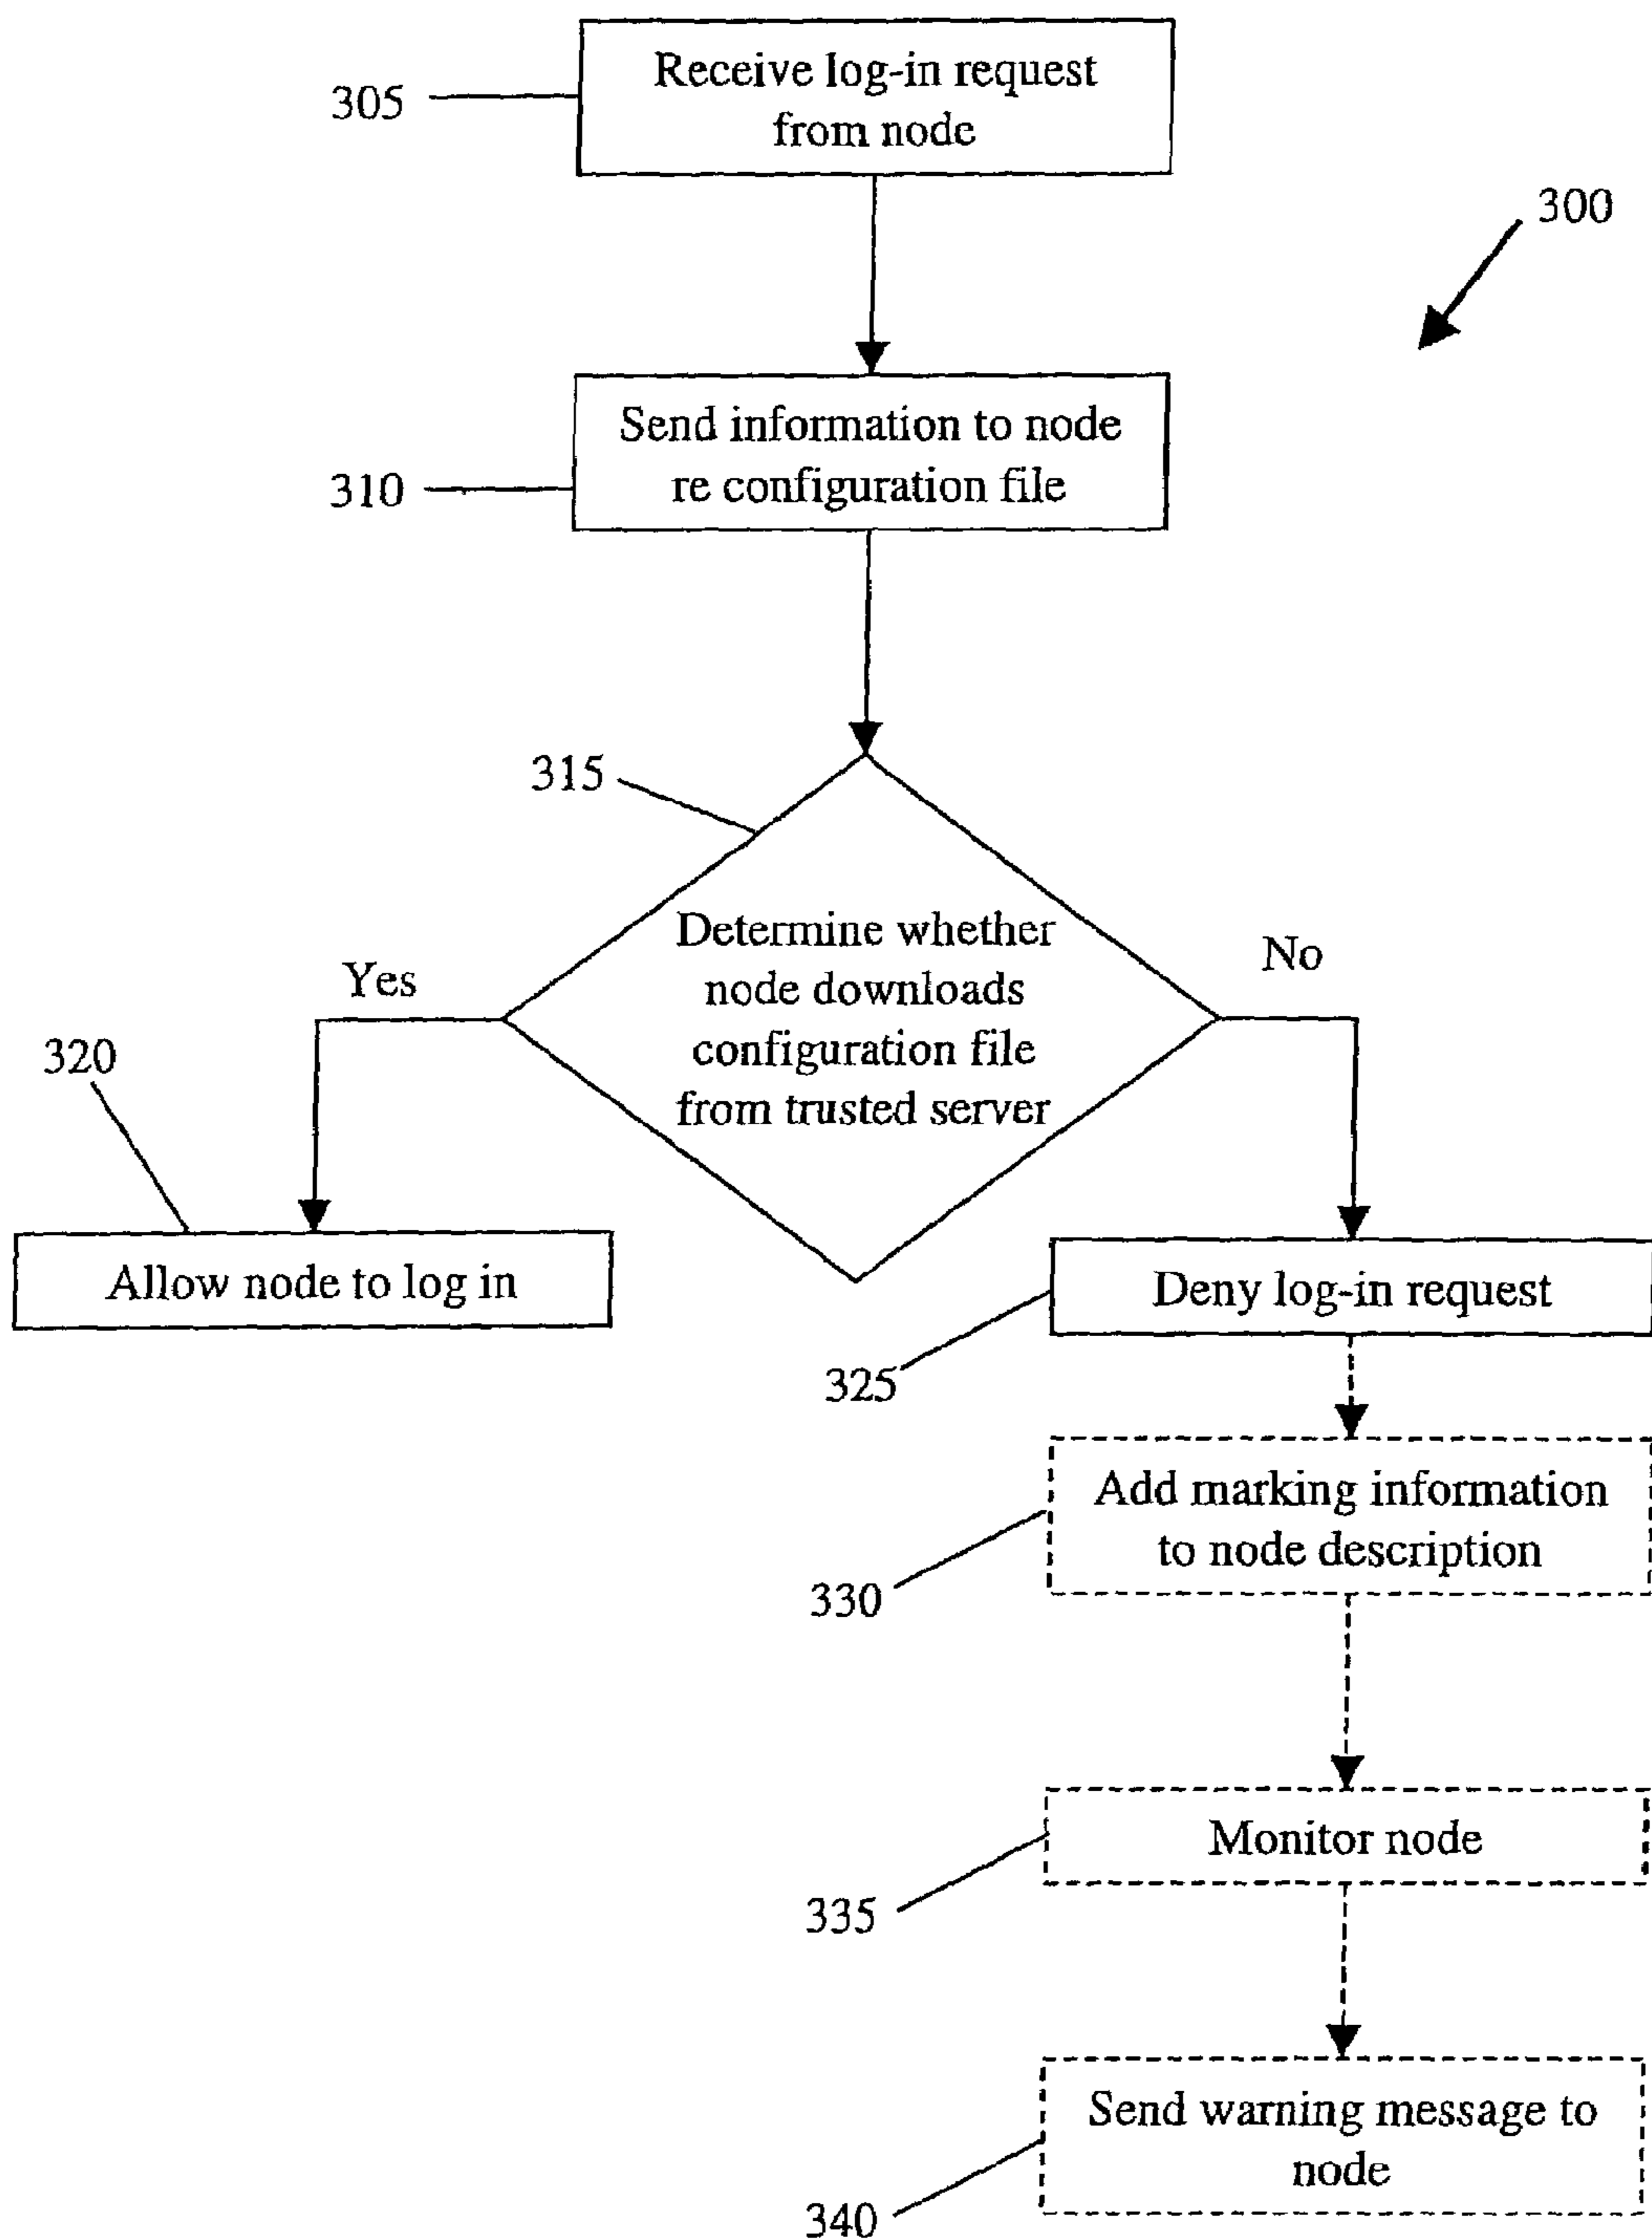 Receive log-in request
from node
305
300
Send information to node
re configuration file
310
315
Determine whether
node downloads
configuration file
from trusted server
Yes
No
320
Allow node to log in
Deny log-in request
325
Add marking information
to node description
330
Monitor node
335
Send warning message to
node
340